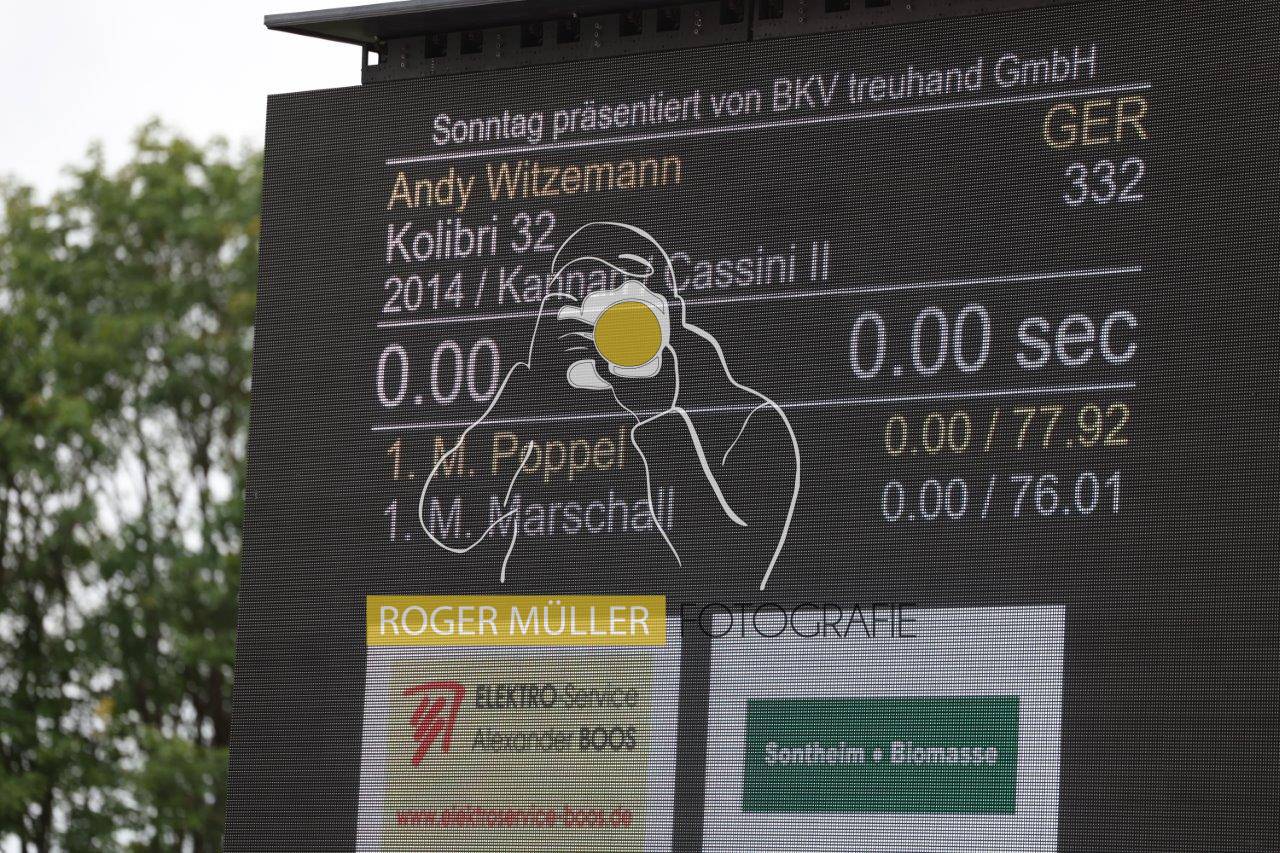 Sonntag präsentiert von BKV treuhand GmbH
Andy Witzemann GER
Kolibri 32 332
2014 / Kannan / Cassini II
0.00 0.00 sec
1. M. Poppel 0.00 / 77.92
1. M. Marschall 0.00 / 76.01
ROGER MÜLLER FOTOGRAFIE
ELEKTRO-Service
Alexander BOOS
www.elektroservice-boos.de
Sontheim • Biomasse